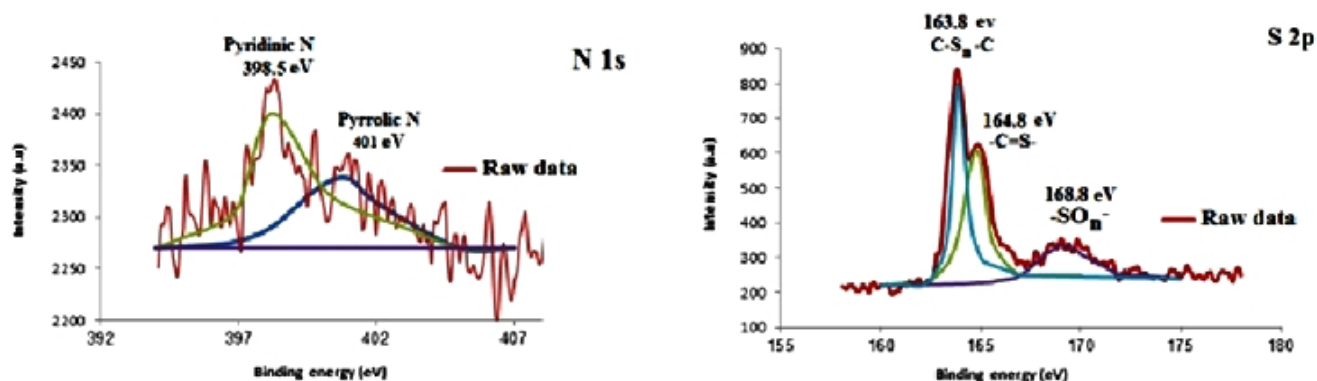 Pyridinic N
398.5 eV
N 1s
Pyrrolic N
401 eV
Raw data
2450
2400
2350
2300
2250
2200
Intensity (a.u)
392
397
402
407
Binding energy (eV)
163.8 ev
C-Sn-C
S 2p
164.8 eV
-C=S-
168.8 eV
-SOn-
Raw data
900
800
700
600
500
400
300
200
100
Intensity (a.u)
155
160
165
170
175
180
Binding energy (eV)